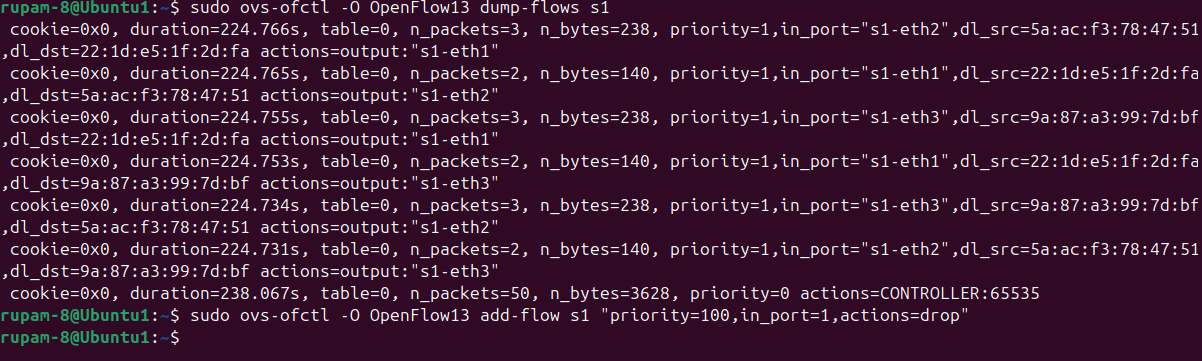 rupam-8@Ubuntu1:~$ sudo ovs-ofctl -O OpenFlow13 dump-flows s1
 cookie=0x0, duration=224.766s, table=0, n_packets=3, n_bytes=238, priority=1,in_port="s1-eth2",dl_src=5a:ac:f3:78:47:51
,dl_dst=22:1d:e5:1f:2d:fa actions=output:"s1-eth1"
 cookie=0x0, duration=224.765s, table=0, n_packets=2, n_bytes=140, priority=1,in_port="s1-eth1",dl_src=22:1d:e5:1f:2d:fa
,dl_dst=5a:ac:f3:78:47:51 actions=output:"s1-eth2"
 cookie=0x0, duration=224.755s, table=0, n_packets=3, n_bytes=238, priority=1,in_port="s1-eth3",dl_src=9a:87:a3:99:7d:bf
,dl_dst=22:1d:e5:1f:2d:fa actions=output:"s1-eth1"
 cookie=0x0, duration=224.753s, table=0, n_packets=2, n_bytes=140, priority=1,in_port="s1-eth1",dl_src=22:1d:e5:1f:2d:fa
,dl_dst=9a:87:a3:99:7d:bf actions=output:"s1-eth3"
 cookie=0x0, duration=224.734s, table=0, n_packets=3, n_bytes=238, priority=1,in_port="s1-eth3",dl_src=9a:87:a3:99:7d:bf
,dl_dst=5a:ac:f3:78:47:51 actions=output:"s1-eth2"
 cookie=0x0, duration=224.731s, table=0, n_packets=2, n_bytes=140, priority=1,in_port="s1-eth2",dl_src=5a:ac:f3:78:47:51
,dl_dst=9a:87:a3:99:7d:bf actions=output:"s1-eth3"
 cookie=0x0, duration=238.067s, table=0, n_packets=50, n_bytes=3628, priority=0 actions=CONTROLLER:65535
rupam-8@Ubuntu1:~$ sudo ovs-ofctl -O OpenFlow13 add-flow s1 "priority=100,in_port=1,actions=drop"
rupam-8@Ubuntu1:~$